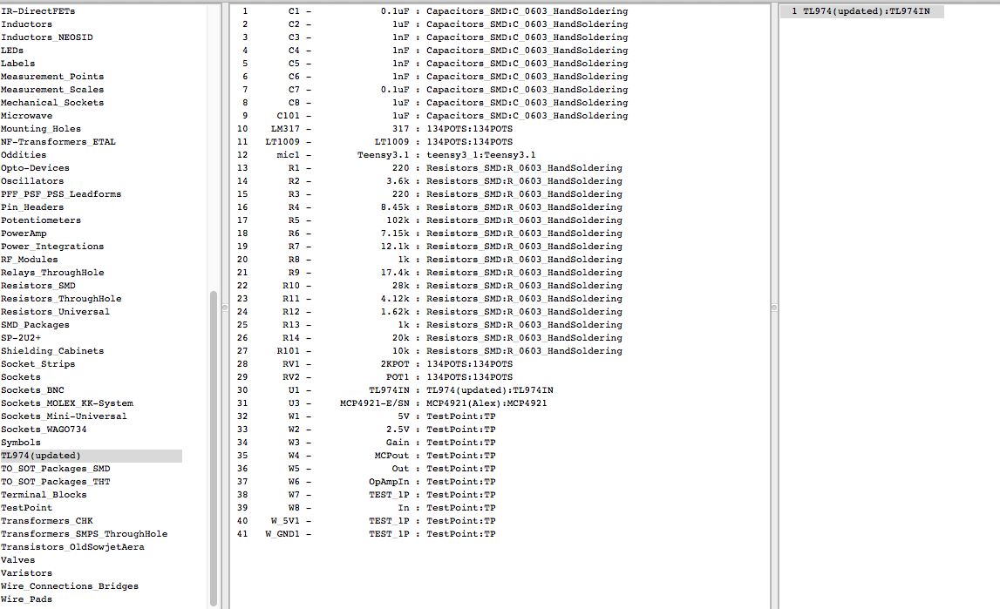 IR-DirectFETs
Inductors
Inductors_NEOSID
LEDs
Labels
Measurement_Points
Measurement_Scales
Mechanical_Sockets
Microwave
Mounting_Holes
NF-Transformers_ETAL
Oddities
Opto-Devices
Oscillators
PFF_PSF_PSS_Leadforms
Pin_Headers
Potentiometers
PowerAmp
Power_Integrations
RF_Modules
Relays_ThroughHole
Resistors_SMD
Resistors_ThroughHole
Resistors_Universal
SMD_Packages
SP-2U2+
Shielding_Cabinets
Socket_Strips
Sockets
Sockets_BNC
Sockets_MOLEX_KK-System
Sockets_Mini-Universal
Sockets_WAGO734
Symbols
TL974(updated)
TO_SOT_Packages_SMD
TO_SOT_Packages_THT
Terminal_Blocks
TestPoint
Transformers_CHK
Transformers_SMPS_ThroughHole
Transistors_OldSowjetAera
Valves
Varistors
Wire_Connections_Bridges
Wire_Pads
1 C1 - 0.1uF : Capacitors_SMD:C_0603_HandSoldering
2 C2 - 1uF : Capacitors_SMD:C_0603_HandSoldering
3 C3 - 1nF : Capacitors_SMD:C_0603_HandSoldering
4 C4 - 1nF : Capacitors_SMD:C_0603_HandSoldering
5 C5 - 1nF : Capacitors_SMD:C_0603_HandSoldering
6 C6 - 1nF : Capacitors_SMD:C_0603_HandSoldering
7 C7 - 0.1uF : Capacitors_SMD:C_0603_HandSoldering
8 C8 - 1uF : Capacitors_SMD:C_0603_HandSoldering
9 C101 - 1uF : Capacitors_SMD:C_0603_HandSoldering
10 LM317 - 317 : 134POTS:134POTS
11 LT1009 - LT1009 : 134POTS:134POTS
12 mic1 - Teensy3.1 : teensy3_1:Teensy3.1
13 R1 - 220 : Resistors_SMD:R_0603_HandSoldering
14 R2 - 3.6k : Resistors_SMD:R_0603_HandSoldering
15 R3 - 220 : Resistors_SMD:R_0603_HandSoldering
16 R4 - 8.45k : Resistors_SMD:R_0603_HandSoldering
17 R5 - 102k : Resistors_SMD:R_0603_HandSoldering
18 R6 - 7.15k : Resistors_SMD:R_0603_HandSoldering
19 R7 - 12.1k : Resistors_SMD:R_0603_HandSoldering
20 R8 - 1k : Resistors_SMD:R_0603_HandSoldering
21 R9 - 17.4k : Resistors_SMD:R_0603_HandSoldering
22 R10 - 28k : Resistors_SMD:R_0603_HandSoldering
23 R11 - 4.12k : Resistors_SMD:R_0603_HandSoldering
24 R12 - 1.62k : Resistors_SMD:R_0603_HandSoldering
25 R13 - 1k : Resistors_SMD:R_0603_HandSoldering
26 R14 - 20k : Resistors_SMD:R_0603_HandSoldering
27 R101 - 10k : Resistors_SMD:R_0603_HandSoldering
28 RV1 - 2KPOT : 134POTS:134POTS
29 RV2 - POT1 : 134POTS:134POTS
30 U1 - TL974IN : TL974(updated):TL974IN
31 U3 - MCP4921-E/SN : MCP4921(Alex):MCP4921
32 W1 - 5V : TestPoint:TP
33 W2 - 2.5V : TestPoint:TP
34 W3 - Gain : TestPoint:TP
35 W4 - MCPout : TestPoint:TP
36 W5 - Out : TestPoint:TP
37 W6 - OpAmpIn : TestPoint:TP
38 W7 - TEST_1P : TestPoint:TP
39 W8 - In : TestPoint:TP
40 W_5V1 - TEST_1P : TestPoint:TP
41 W_GND1 - TEST_1P : TestPoint:TP
1 TL974(updated):TL974IN